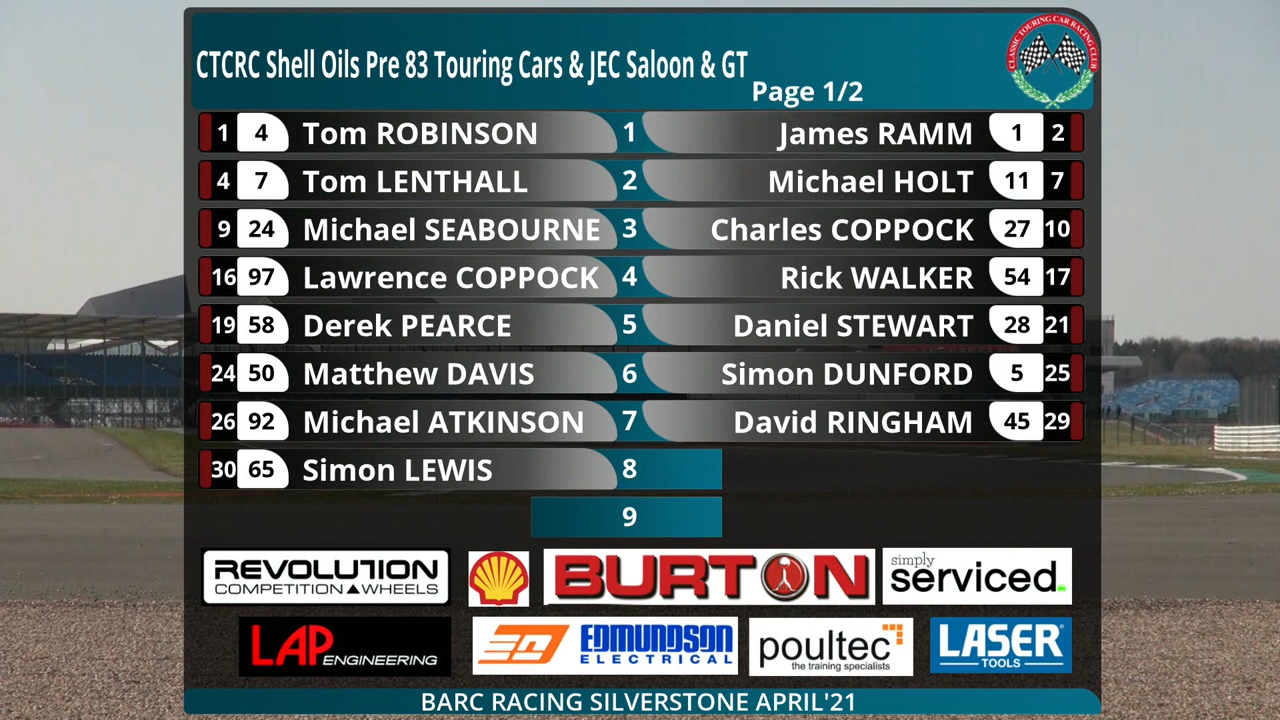 CTCRC Shell Oils Pre 83 Touring Cars & JEC Saloon & GT
Page 1/2
CLASSIC TOURING CAR RACING CLUB
1 4 Tom ROBINSON 1 James RAMM 1 2
4 7 Tom LENTHALL 2 Michael HOLT 11 7
9 24 Michael SEABOURNE 3 Charles COPPOCK 27 10
16 97 Lawrence COPPOCK 4 Rick WALKER 54 17
19 58 Derek PEARCE 5 Daniel STEWART 28 21
24 50 Matthew DAVIS 6 Simon DUNFORD 5 25
26 92 Michael ATKINSON 7 David RINGHAM 45 29
30 65 Simon LEWIS 8
9
REVOLUTION
COMPETITION WHEELS
BURTON
simply
serviced.
LAP ENGINEERING
EDMUNDSON
ELECTRICAL
poultec
the training specialists
LASER
TOOLS
BARC RACING SILVERSTONE APRIL'21